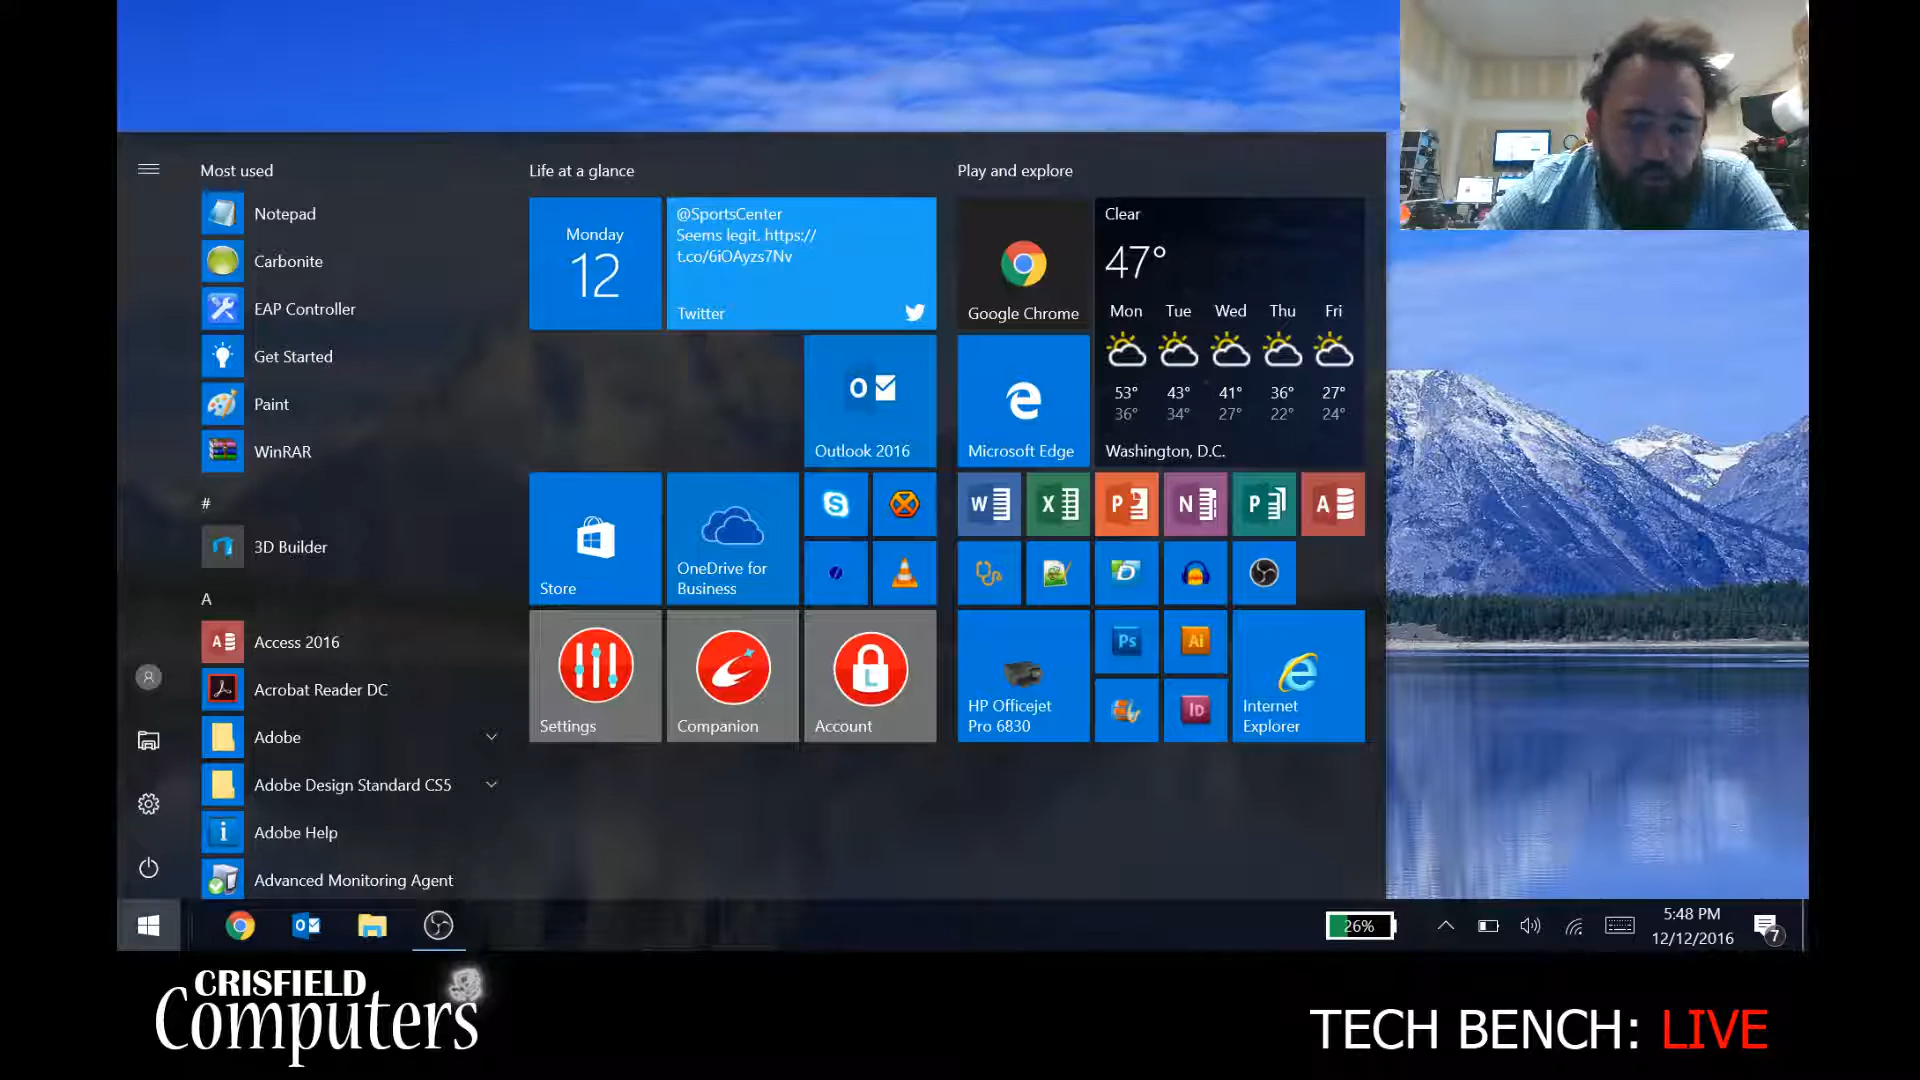 Most used
Notepad
Carbonite
EAP Controller
Get Started
Paint
WinRAR
#
3D Builder
A
Access 2016
Acrobat Reader DC
Adobe
Adobe Design Standard CS5
Adobe Help
Advanced Monitoring Agent
Life at a glance
Monday
12
@SportsCenter
Seems legit. https://
t.co/6iOAyzs7Nv
Twitter
Outlook 2016
Store
OneDrive for
Business
Settings
Companion
L
Account
Play and explore
Google Chrome
Clear
47°
Mon Tue Wed Thu Fri
53° 43° 41° 36° 27°
36° 34° 27° 22° 24°
Washington, D.C.
Microsoft Edge
W X P N P A
Ps Ai
Id
HP Officejet
Pro 6830
Internet
Explorer
26%
5:48 PM
12/12/2016
7
CRISFIELD
Computers
TECH BENCH: LIVE